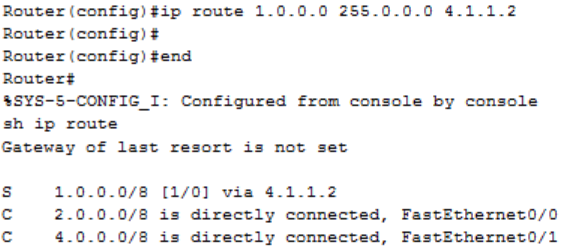 Router(config)#ip route 1.0.0.0 255.0.0.0 4.1.1.2
Router(config)#
Router(config)#end
Router#
%SYS-5-CONFIG_I: Configured from console by console
sh ip route
Gateway of last resort is not set
S    1.0.0.0/8 [1/0] via 4.1.1.2
C    2.0.0.0/8 is directly connected, FastEthernet0/0
C    4.0.0.0/8 is directly connected, FastEthernet0/1